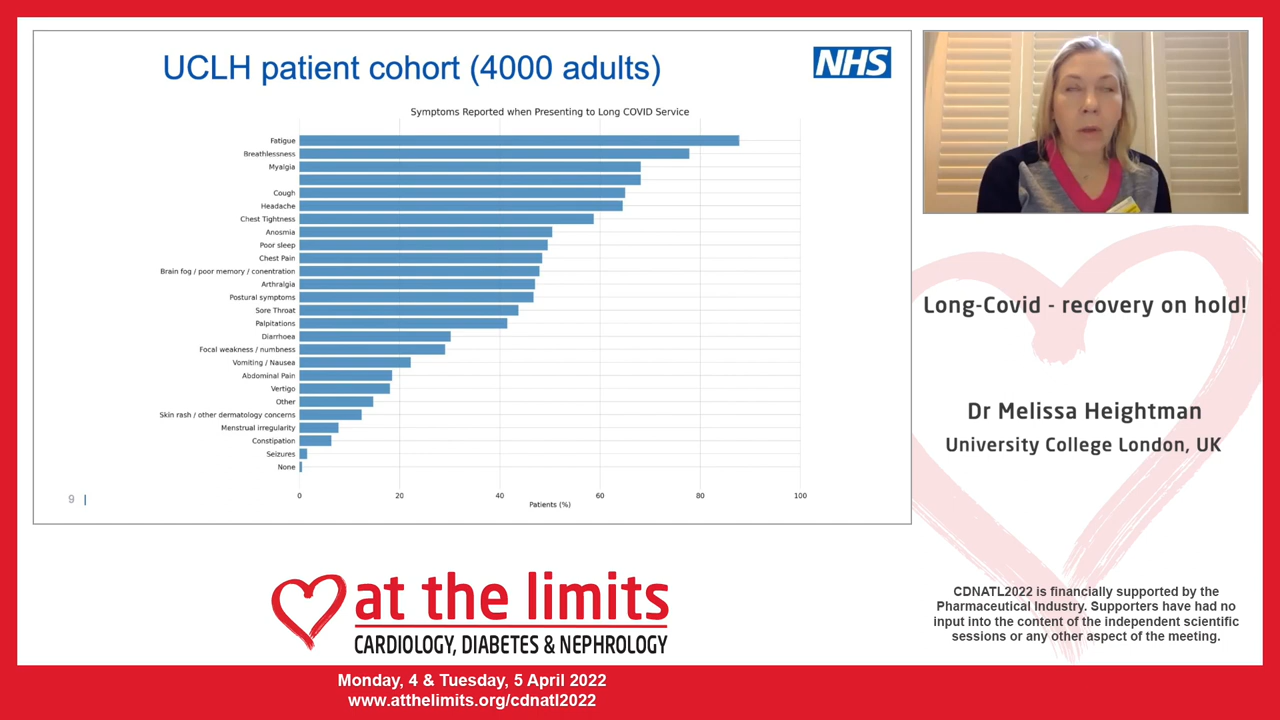 UCLH patient cohort (4000 adults)
NHS
Symptoms Reported when Presenting to Long COVID Service
Fatigue
Breathlessness
Myalgia
Cough
Headache
Chest Tightness
Anosmia
Poor sleep
Chest Pain
Brain fog / poor memory / conentration
Arthralgia
Postural symptoms
Sore Throat
Palpitations
Diarrhoea
Focal weakness / numbness
Vomiting / Nausea
Abdominal Pain
Vertigo
Other
Skin rash / other dermatology concerns
Menstrual irregularity
Constipation
Seizures
None
0 20 40 60 80 100
Patients (%)
9
Long-Covid - recovery on hold!
Dr Melissa Heightman
University College London, UK
CDNATL2022 is financially supported by the
Pharmaceutical Industry. Supporters have had no
input into the content of the independent scientific
sessions or any other aspect of the meeting.
at the limits
CARDIOLOGY, DIABETES & NEPHROLOGY
Monday, 4 & Tuesday, 5 April 2022
www.atthelimits.org/cdnatl2022